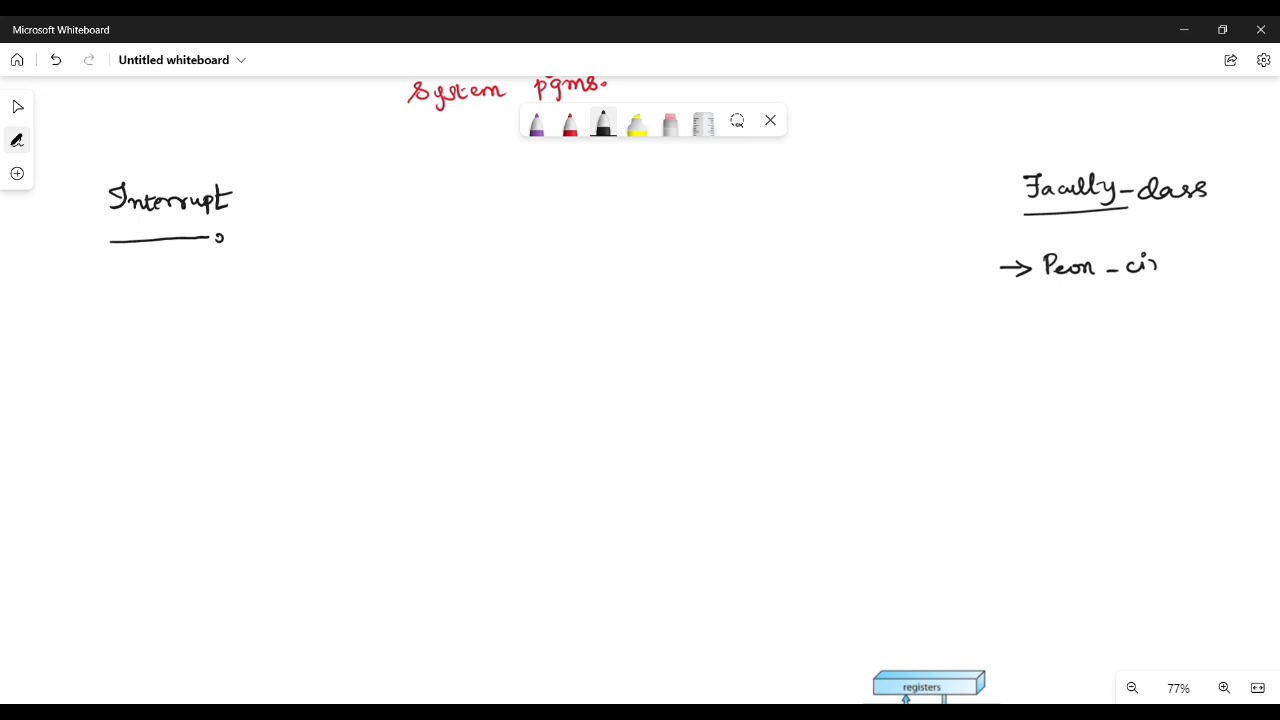 Microsoft Whiteboard
Untitled whiteboard
System pgms.
Interrupt
Faculty - class
→ Peon - ci
registers
77%